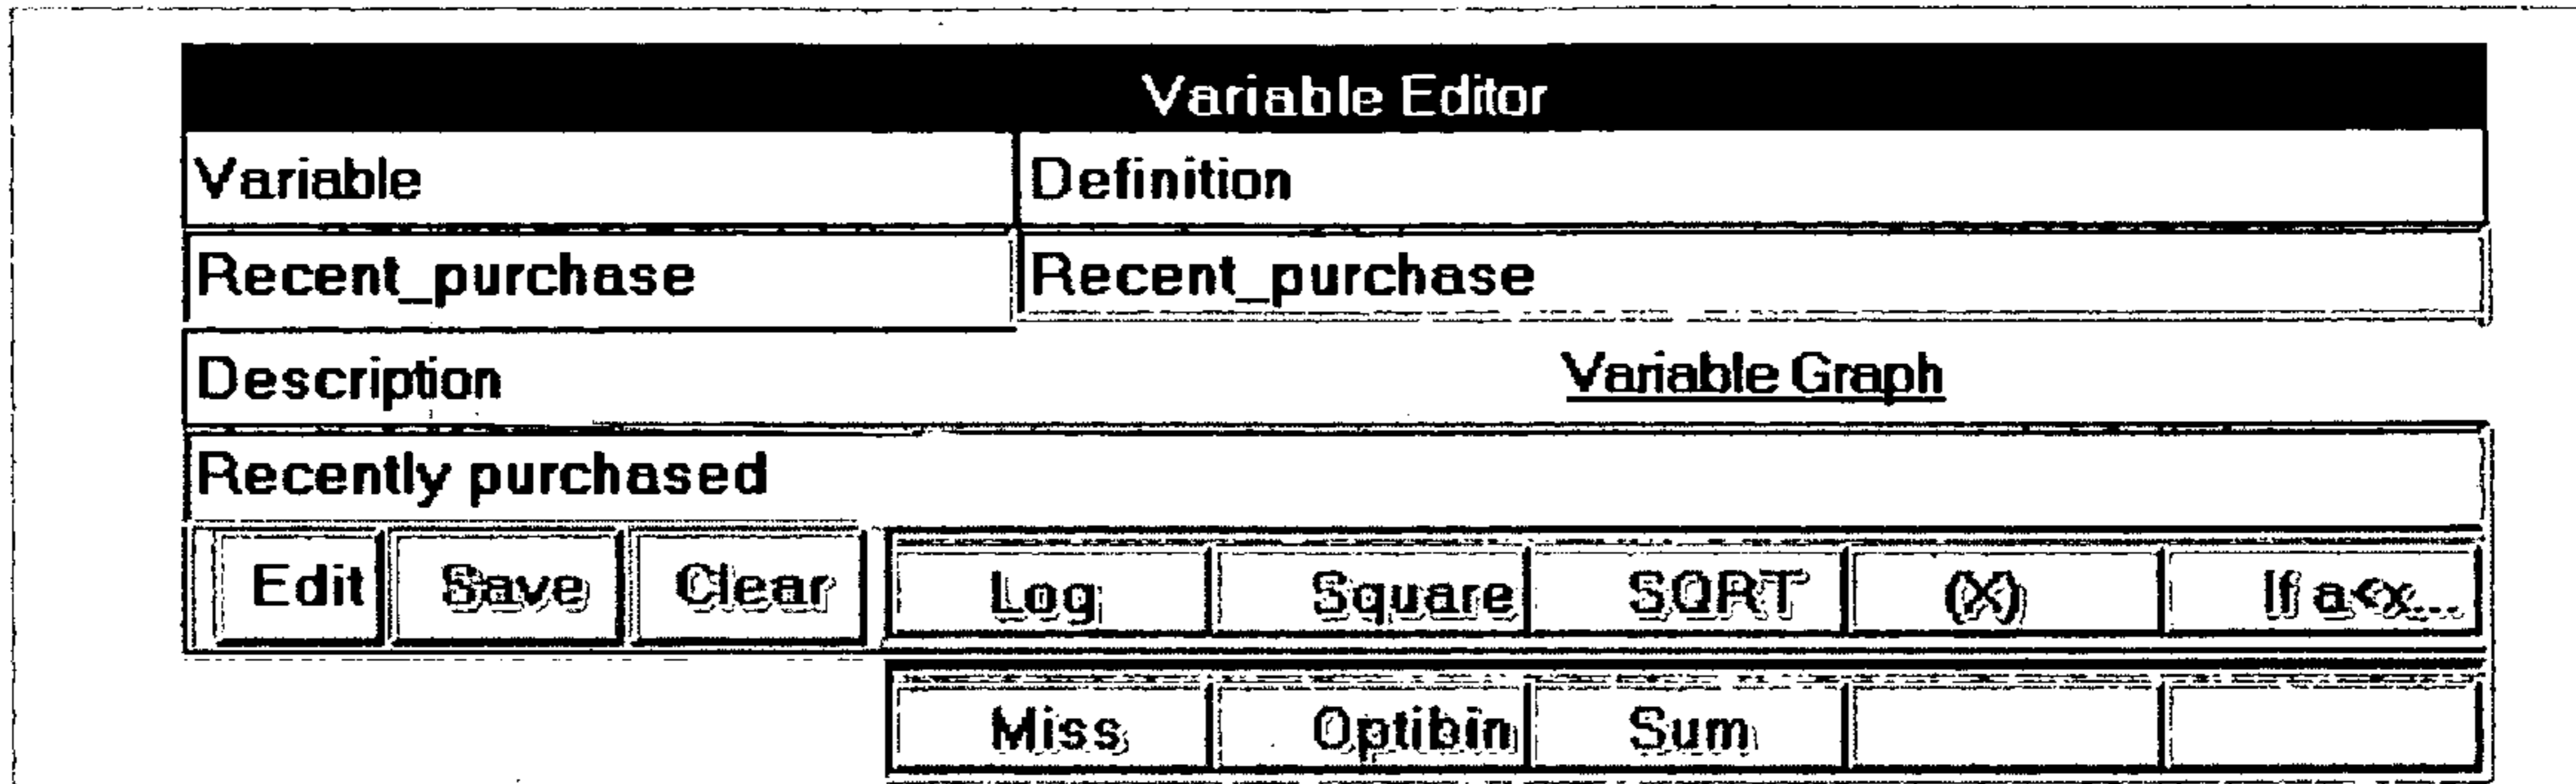 Variable Editor
Variable Definition
Recent_purchase Recent_purchase
Description Variable Graph
Recently purchased
Edit Save Clear Log Square SQRT (X) If a<x...
Miss Optibin Sum